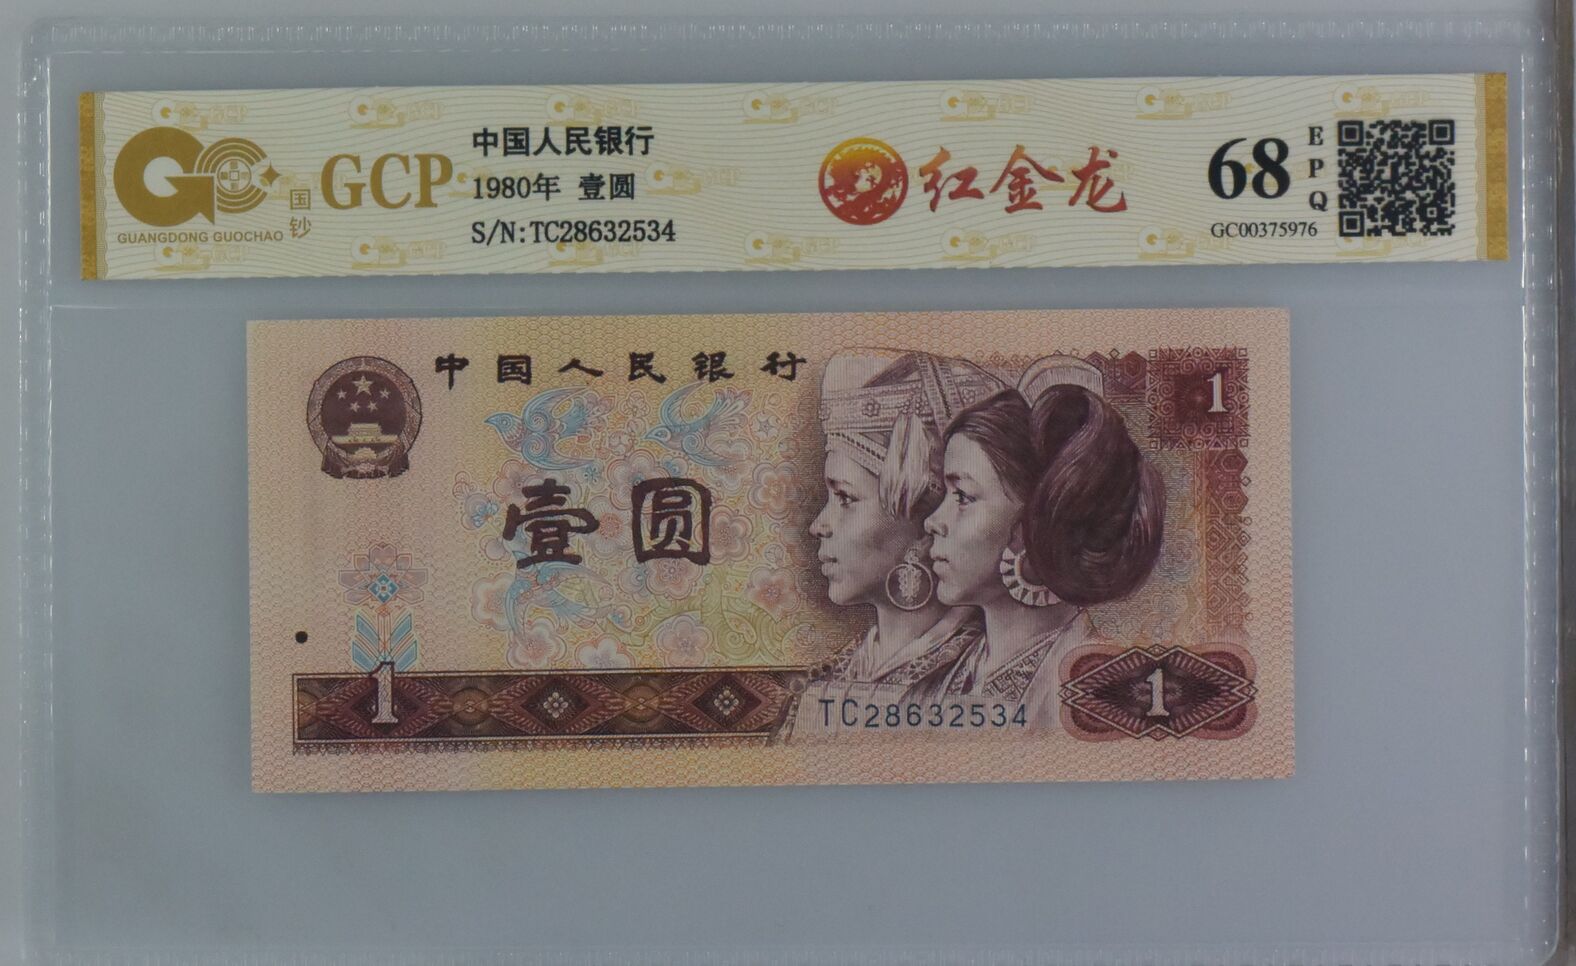 GUANGDONG GUOCHAO
国钞
GCP
中国人民银行
1980年 壹圆
S/N:TC28632534
红金龙
68
EPQ
GC00375976
中国人民银行
1
壹圆
1
TC28632534
1